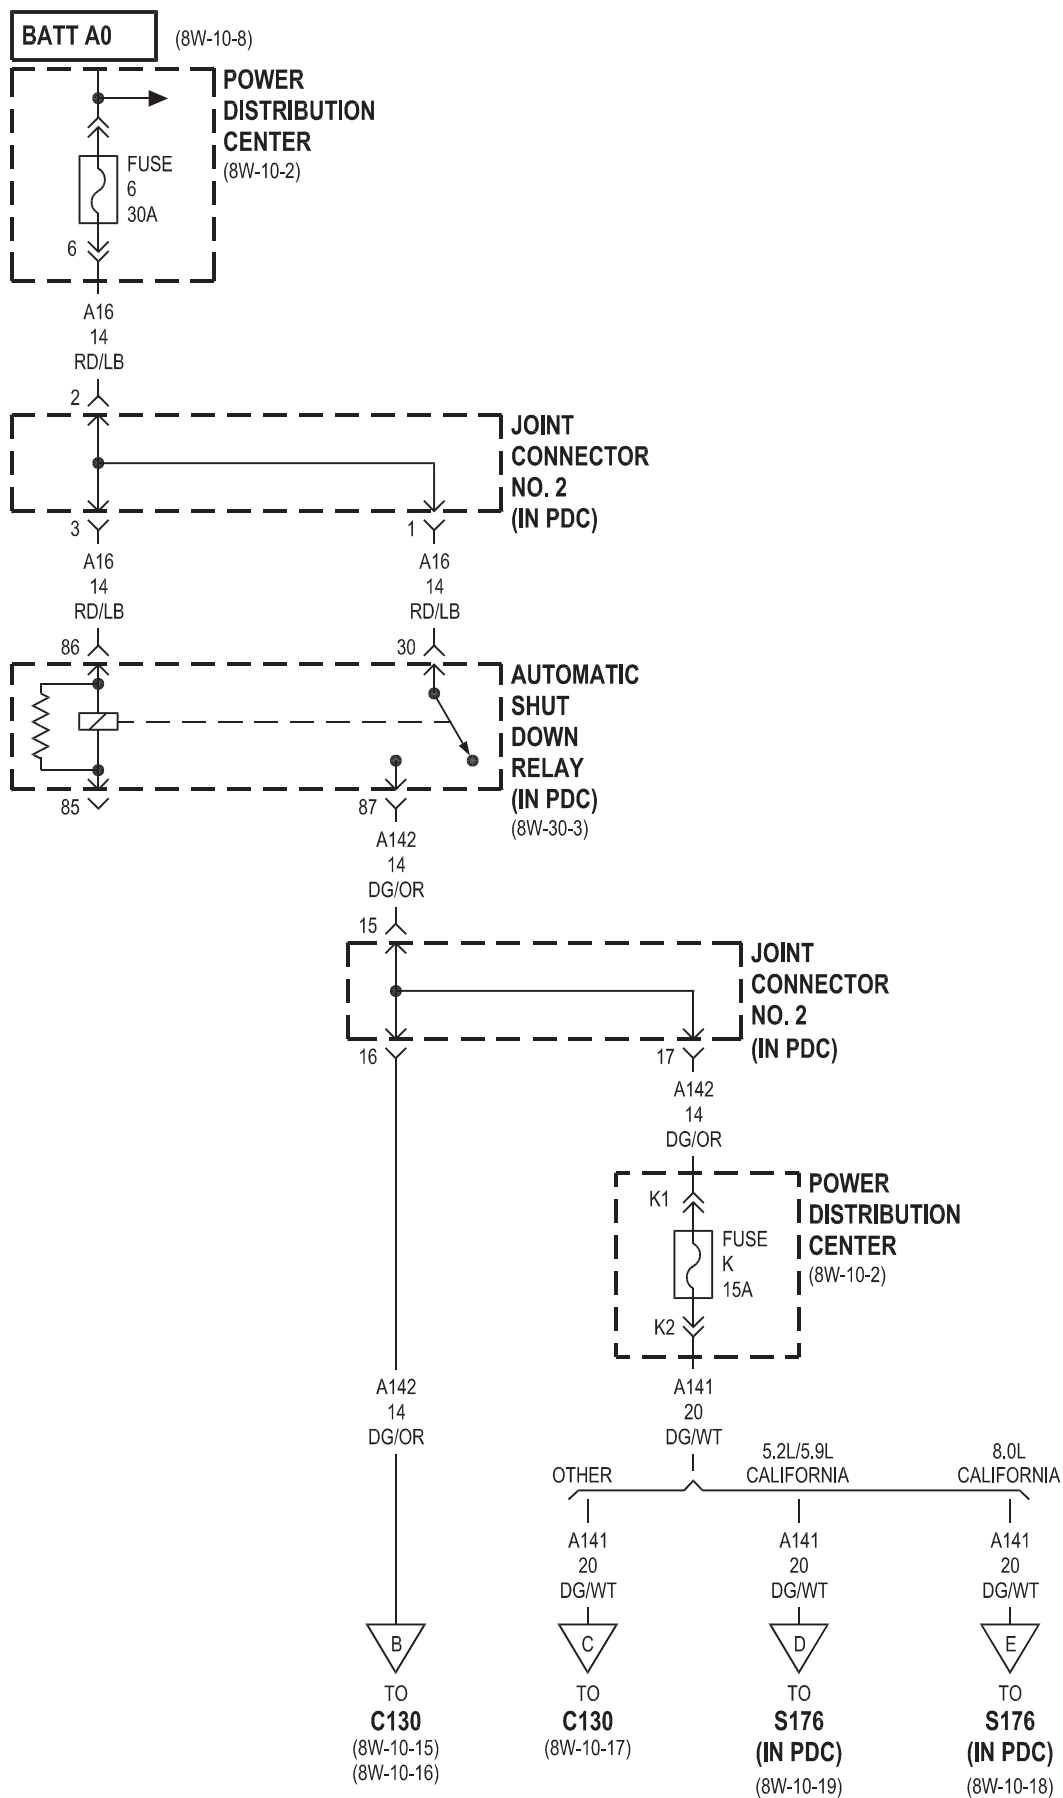 BATT A0
(8W-10-8)
POWER
DISTRIBUTION
CENTER
(8W-10-2)
FUSE
6
30A
6
A16
14
RD/LB
2
JOINT
CONNECTOR
NO. 2
(IN PDC)
3
1
A16
14
RD/LB
A16
14
RD/LB
86
30
AUTOMATIC
SHUT
DOWN
RELAY
(IN PDC)
(8W-30-3)
85
87
A142
14
DG/OR
15
JOINT
CONNECTOR
NO. 2
(IN PDC)
16
17
A142
14
DG/OR
POWER
DISTRIBUTION
CENTER
(8W-10-2)
K1
FUSE
K
15A
K2
A142
14
DG/OR
A141
20
DG/WT
OTHER
5.2L/5.9L
CALIFORNIA
8.0L
CALIFORNIA
A141
20
DG/WT
A141
20
DG/WT
A141
20
DG/WT
B
TO
C130
(8W-10-15)
(8W-10-16)
C
TO
C130
(8W-10-17)
D
TO
S176
(IN PDC)
(8W-10-19)
E
TO
S176
(IN PDC)
(8W-10-18)